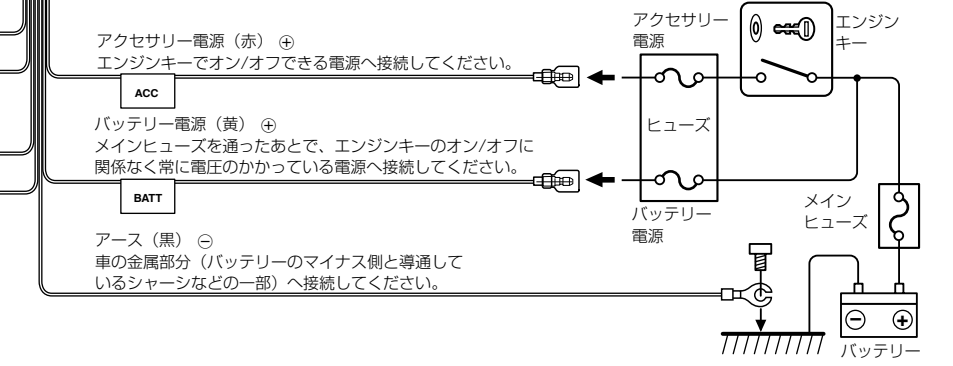 アクセサリー電源（赤）⊕
エンジンキーでオン/オフできる電源へ接続してください。
ACC
バッテリー電源（黄）⊕
メインヒューズを通ったあとで、エンジンキーのオン/オフに
関係なく常に電圧のかかっている電源へ接続してください。
BATT
アース（黒）⊖
車の金属部分（バッテリーのマイナス側と導通して
いるシャーシなどの一部）へ接続してください。
アクセサリー
電源
エンジン
キー
ヒューズ
バッテリー
電源
メイン
ヒューズ
⊖ ⊕
バッテリー